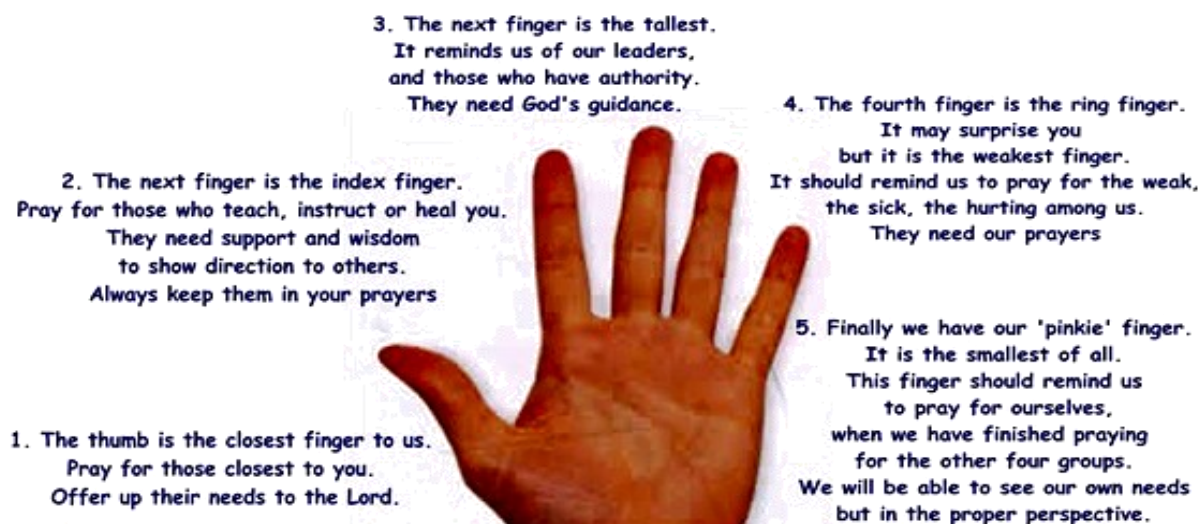 1. The thumb is the closest finger to us.
Pray for those closest to you.
Offer up their needs to the Lord.
2. The next finger is the index finger.
Pray for those who teach, instruct or heal you.
They need support and wisdom
to show direction to others.
Always keep them in your prayers
3. The next finger is the tallest.
It reminds us of our leaders,
and those who have authority.
They need God's guidance.
4. The fourth finger is the ring finger.
It may surprise you
but it is the weakest finger.
It should remind us to pray for the weak,
the sick, the hurting among us.
They need our prayers
5. Finally we have our 'pinkie' finger.
It is the smallest of all.
This finger should remind us
to pray for ourselves,
when we have finished praying
for the other four groups.
We will be able to see our own needs
but in the proper perspective.